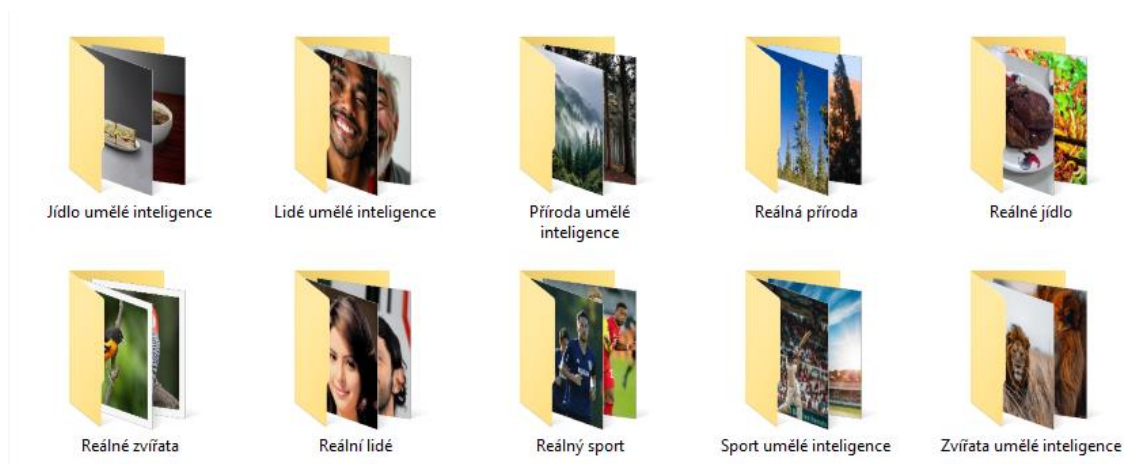 Jídlo umělé inteligence
Lidé umělé inteligence
Příroda umělé
inteligence
Reálná příroda
Reálné jídlo
Reálné zvířata
Reální lidé
Reálný sport
Sport umělé inteligence
Zvířata umělé inteligence